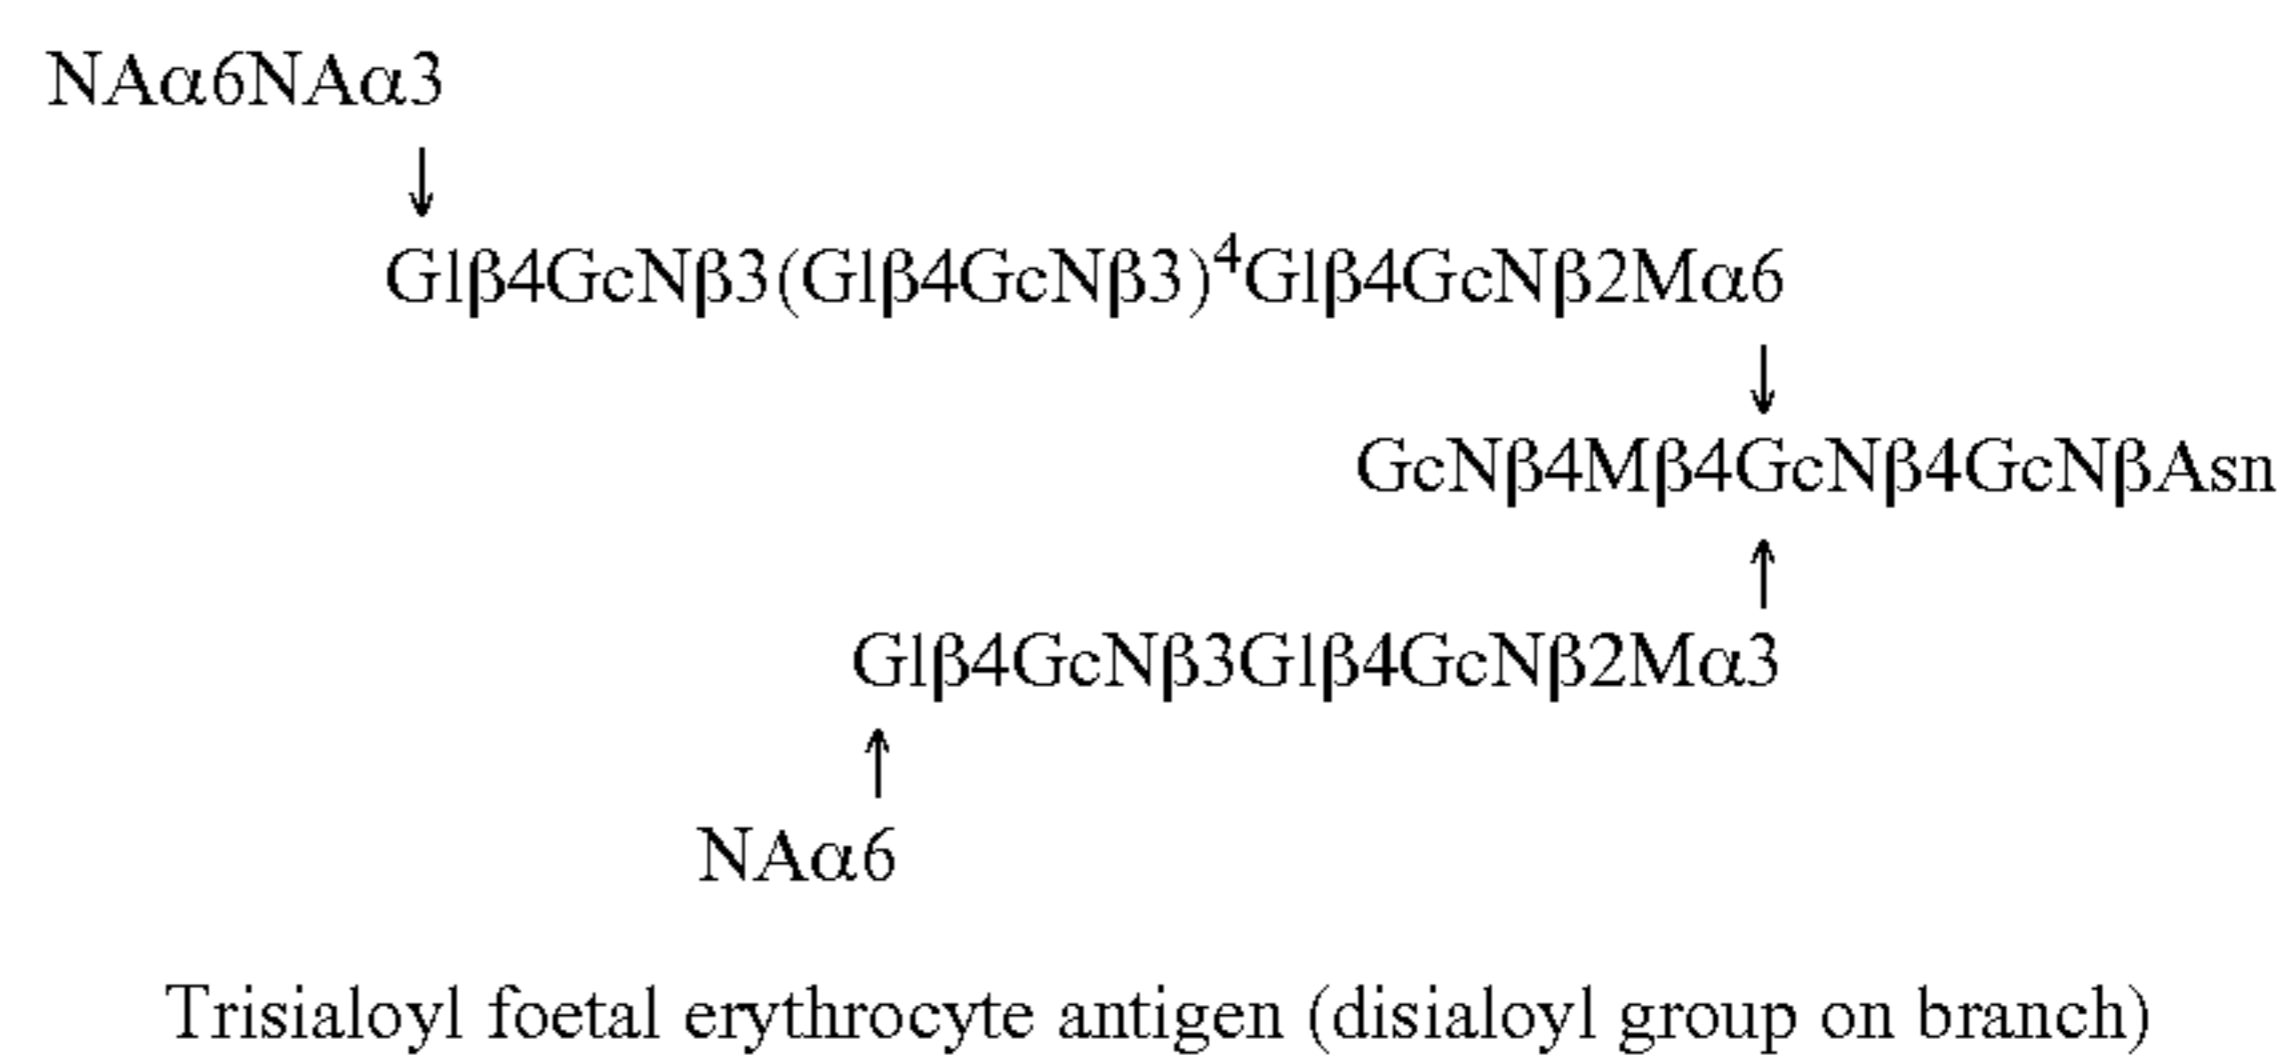 NAα6NAα3
↓
Glβ4GcNβ3(Glβ4GcNβ3)⁴Glβ4GcNβ2Mα6
↓
GcNβ4Mβ4GcNβ4GcNβAsn
↑
Glβ4GcNβ3Glβ4GcNβ2Mα3
↑
NAα6
Trisialoyl foetal erythrocyte antigen (disialoyl group on branch)